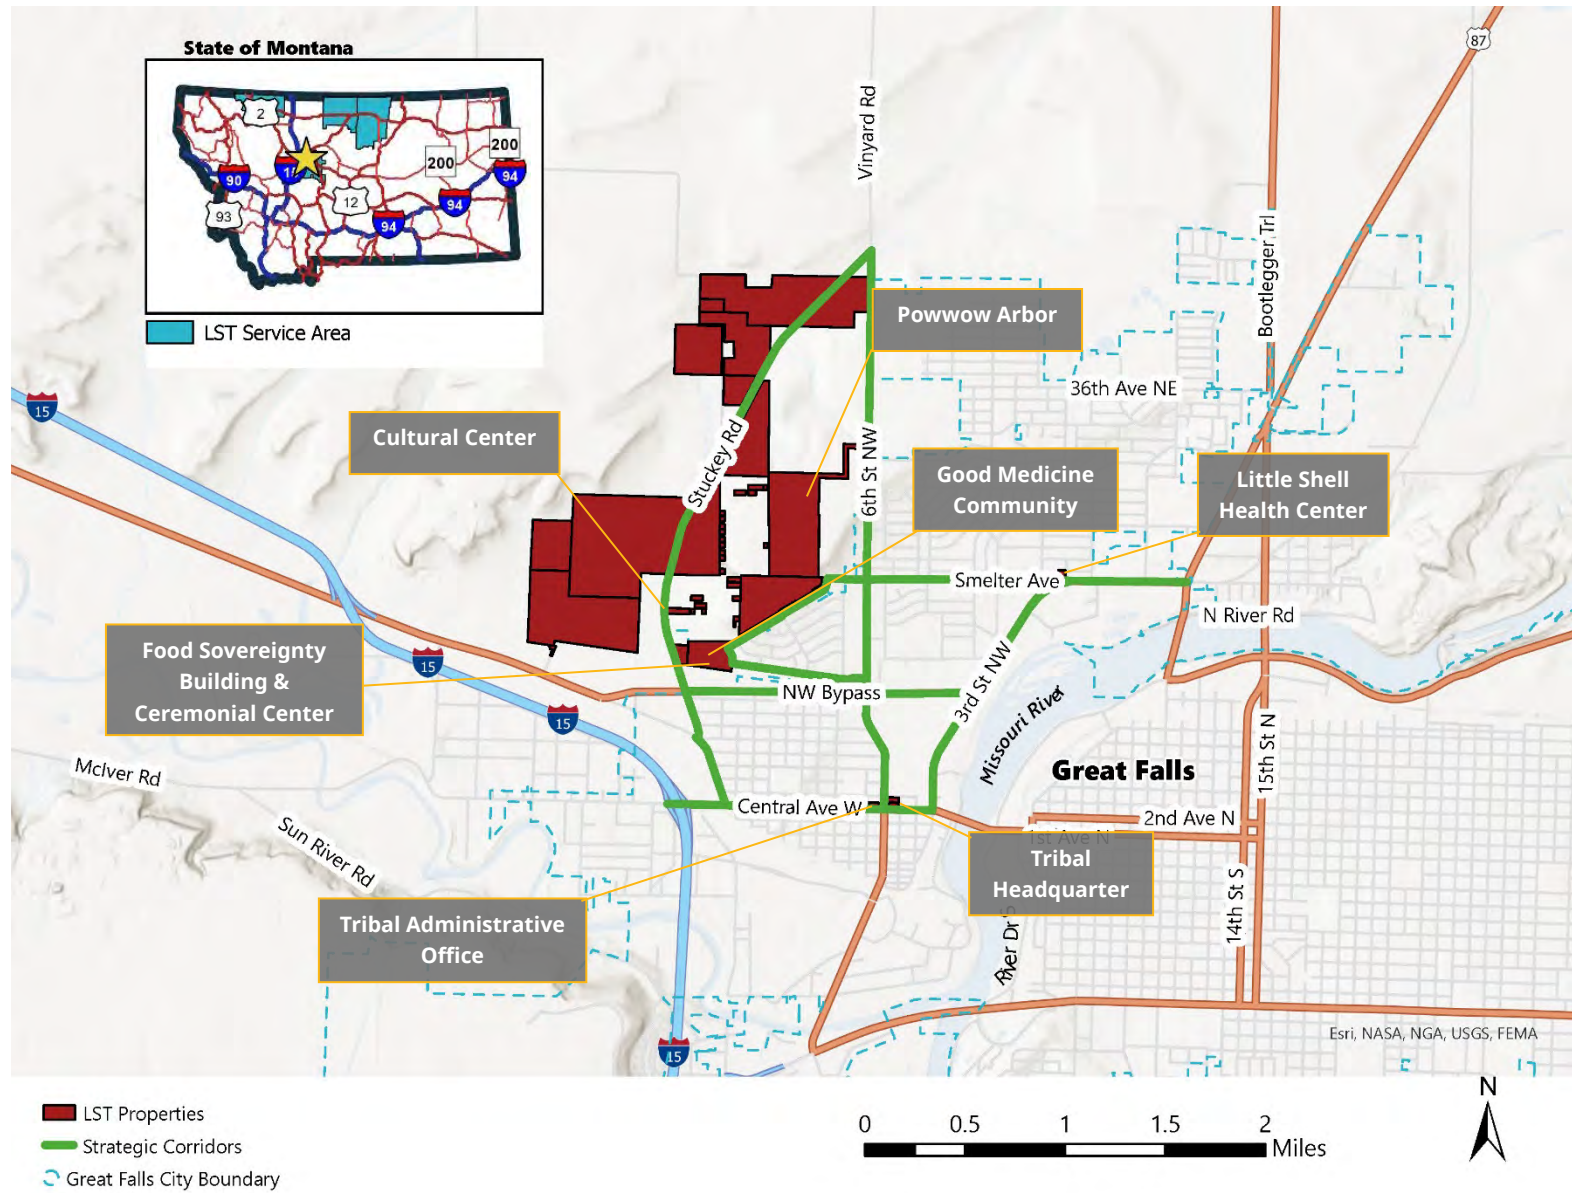 State of Montana
2
200
200
90
15
94
94
12
93
94
LST Service Area
87
Vinyard Rd
Bootlegger Trl
Powwow Arbor
36th Ave NE
15
Cultural Center
Stuckey Rd
6th St NW
Good Medicine
Community
Little Shell
Health Center
Smelter Ave
N River Rd
Food Sovereignty
Building &
Ceremonial Center
15
NW Bypass
3rd St NW
Missouri River
15
McIver Rd
Great Falls
15th St N
Central Ave W
2nd Ave N
1st Ave N
Sun River Rd
Tribal
Headquarter
14th St S
Tribal Administrative
Office
River Dr S
15
Esri, NASA, NGA, USGS, FEMA
N
LST Properties
Strategic Corridors
Great Falls City Boundary
0 0.5 1 1.5 2
Miles